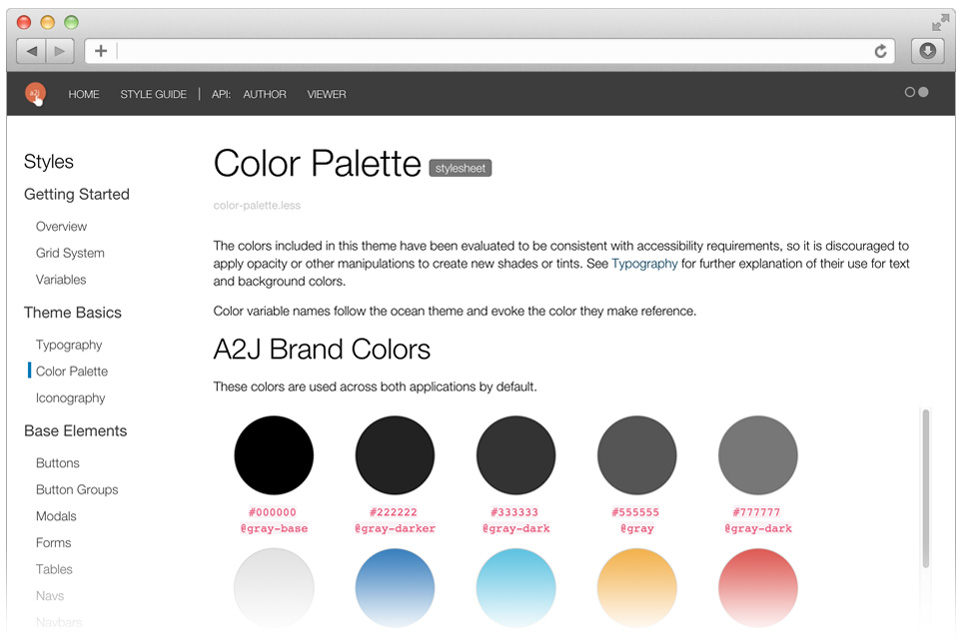 A2J HOME STYLE GUIDE | API: AUTHOR VIEWER
Styles
Getting Started
Overview
Grid System
Variables
Theme Basics
Typography
Color Palette
Iconography
Base Elements
Buttons
Button Groups
Modals
Forms
Tables
Navs
Navbars
Color Palette stylesheet
color-palette.less
The colors included in this theme have been evaluated to be consistent with accessibility requirements, so it is discouraged to
apply opacity or other manipulations to create new shades or tints. See Typography for further explanation of their use for text
and background colors.
Color variable names follow the ocean theme and evoke the color they make reference.
A2J Brand Colors
These colors are used across both applications by default.
#000000 #222222 #333333 #555555 #777777
@gray-base @gray-darker @gray-dark @gray @gray-dark